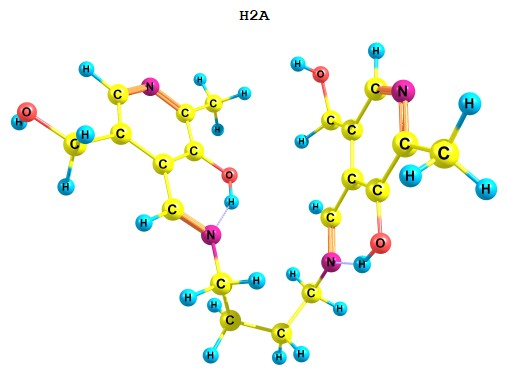 H2A
H
H H O
H N C N
C H C H
O C C
H H C C H
H C C
C C
C
O C H
H C H
H H C C
H N O
N H
H C H C H
H H
C C
H H H